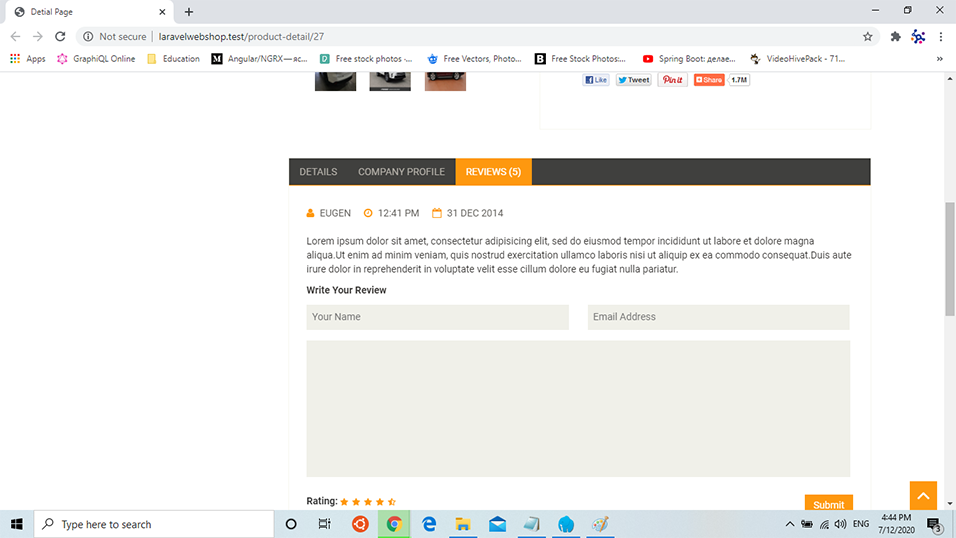 Detial Page
Not secure | laravelwebshop.test/product-detail/27
Apps GraphiQL Online Education Angular/NGRX — яс... Free stock photos -... Free Vectors, Photo... Free Stock Photos:... Spring Boot: делае... VideoHivePack - 71... »
Like Tweet Pin it Share 1.7M
DETAILS COMPANY PROFILE REVIEWS (5)
EUGEN 12:41 PM 31 DEC 2014
Lorem ipsum dolor sit amet, consectetur adipisicing elit, sed do eiusmod tempor incididunt ut labore et dolore magna
aliqua.Ut enim ad minim veniam, quis nostrud exercitation ullamco laboris nisi ut aliquip ex ea commodo consequat.Duis aute
irure dolor in reprehenderit in voluptate velit esse cillum dolore eu fugiat nulla pariatur.
Write Your Review
Your Name Email Address
Rating: Submit
Type here to search ENG 4:44 PM
7/12/2020 3